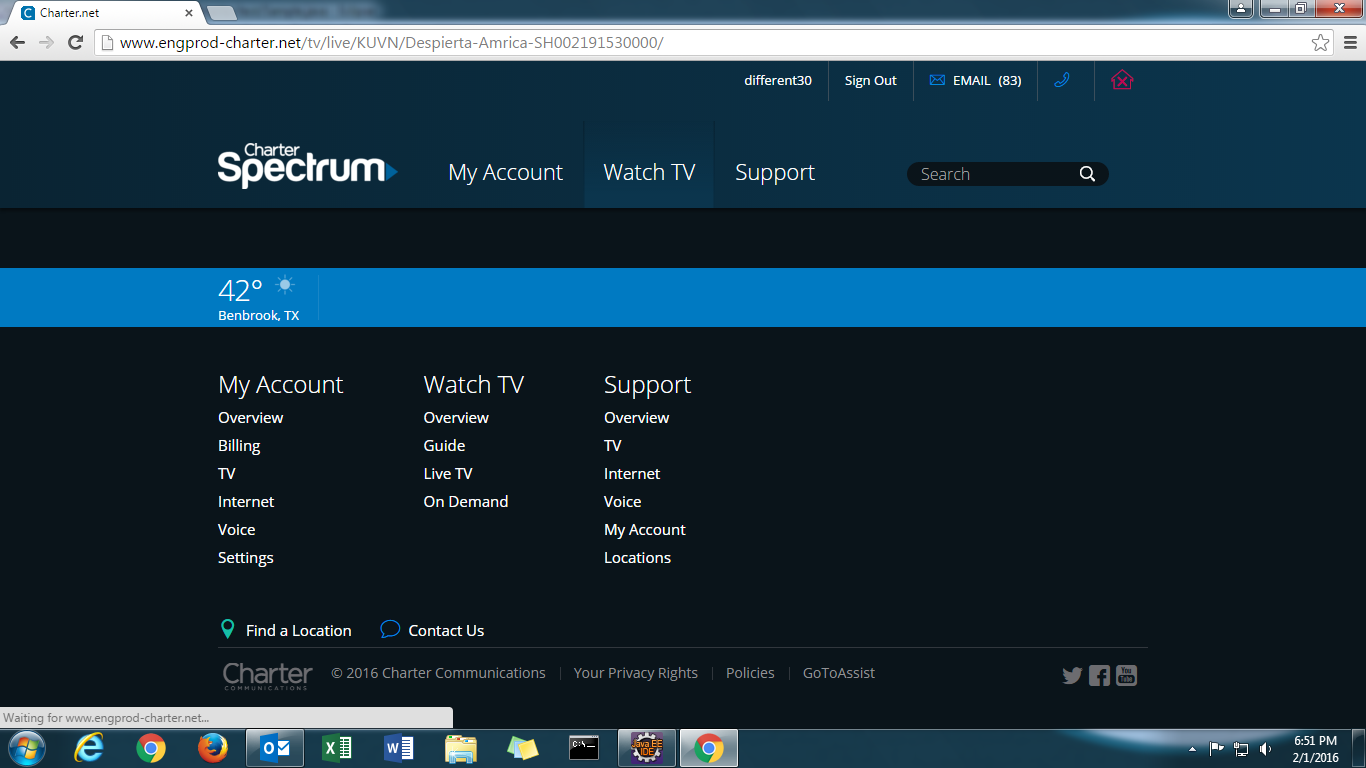 Charter.net
www.engprod-charter.net/tv/live/KUVN/Despierta-Amrica-SH002191530000/
different30
Sign Out
EMAIL (83)
Charter
Spectrum
My Account
Watch TV
Support
Search
42°
Benbrook, TX
My Account
Overview
Billing
TV
Internet
Voice
Settings
Watch TV
Overview
Guide
Live TV
On Demand
Support
Overview
TV
Internet
Voice
My Account
Locations
Find a Location
Contact Us
Charter
COMMUNICATIONS
© 2016 Charter Communications
Your Privacy Rights
Policies
GoToAssist
You
Tube
Waiting for www.engprod-charter.net...
Java EE
IDE
6:51 PM
2/1/2016